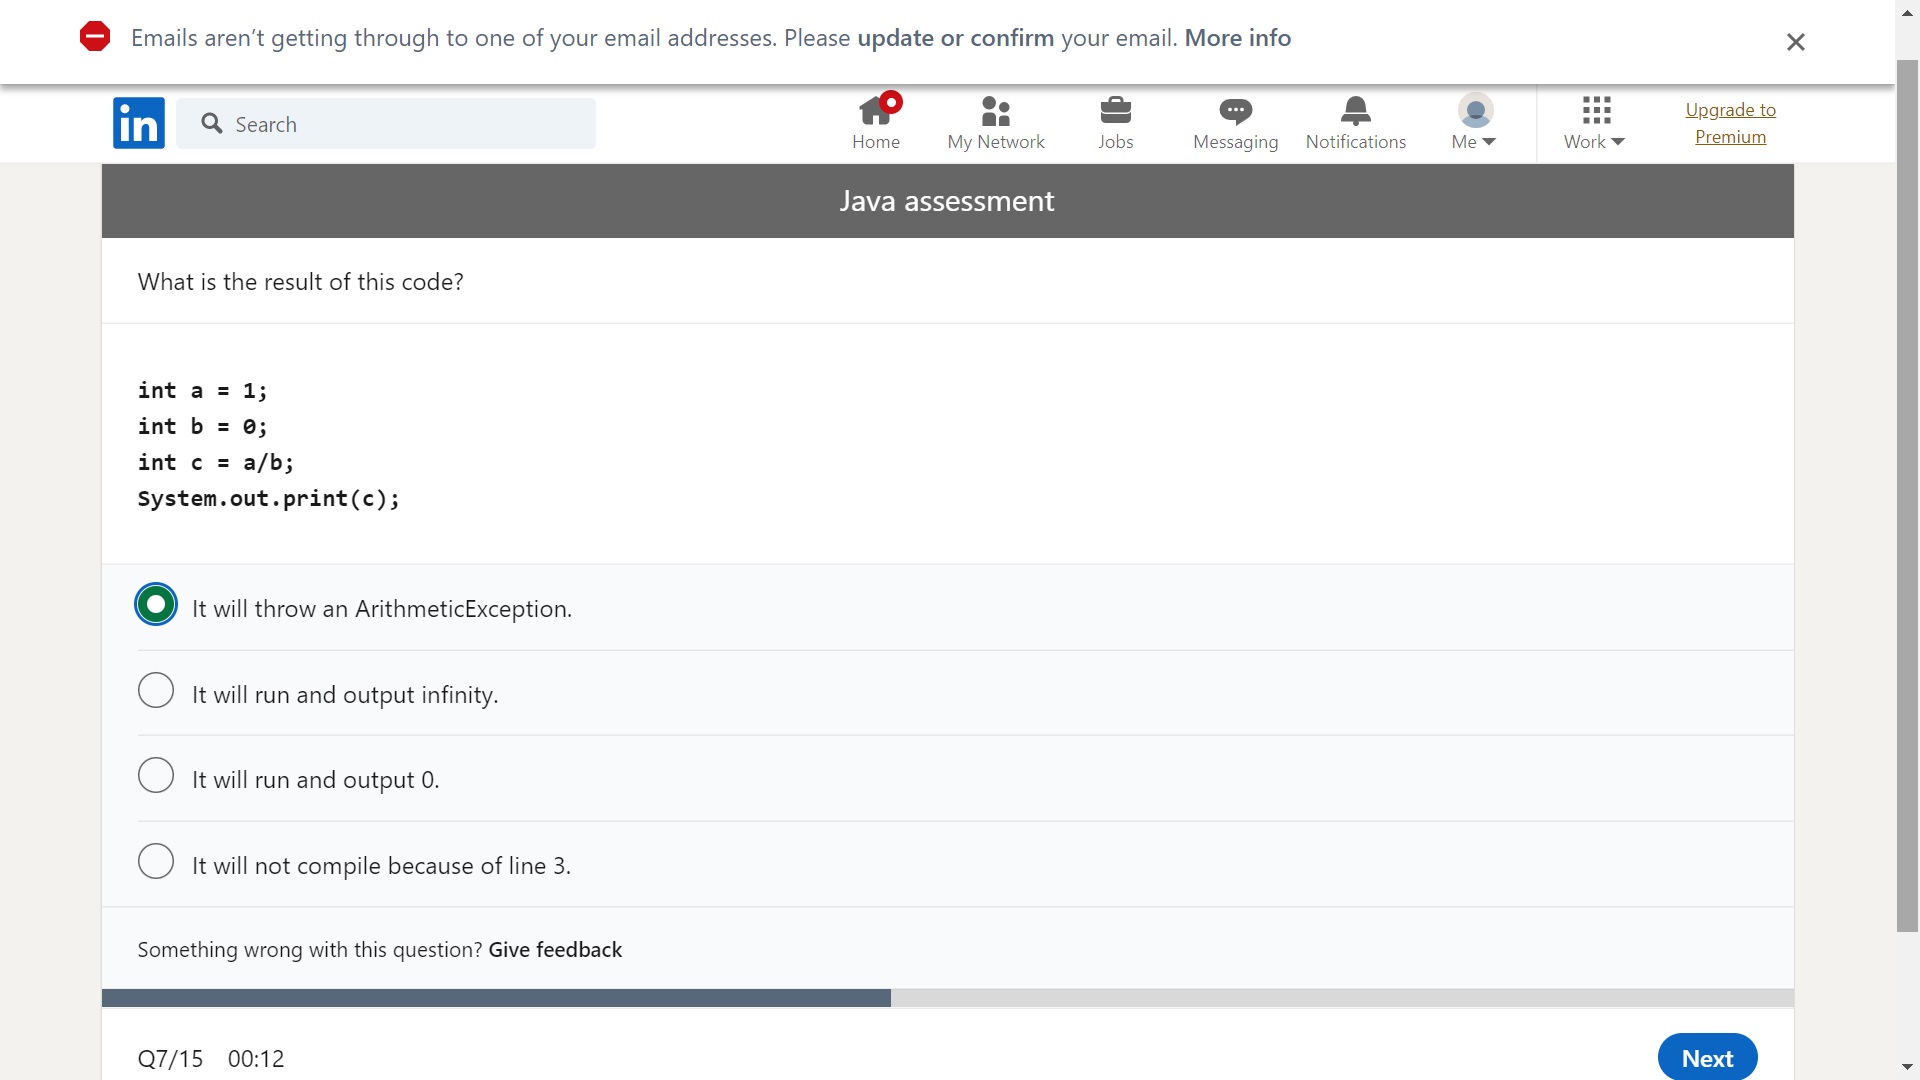 Emails aren't getting through to one of your email addresses. Please update or confirm your email. More info
in
Search
Home
My Network
Jobs
Messaging
Notifications
Me
Work
Upgrade to
Premium
Java assessment
What is the result of this code?
int a = 1;
int b = 0;
int c = a/b;
System.out.print(c);
It will throw an ArithmeticException.
It will run and output infinity.
It will run and output 0.
It will not compile because of line 3.
Something wrong with this question? Give feedback
Q7/15 00:12
Next